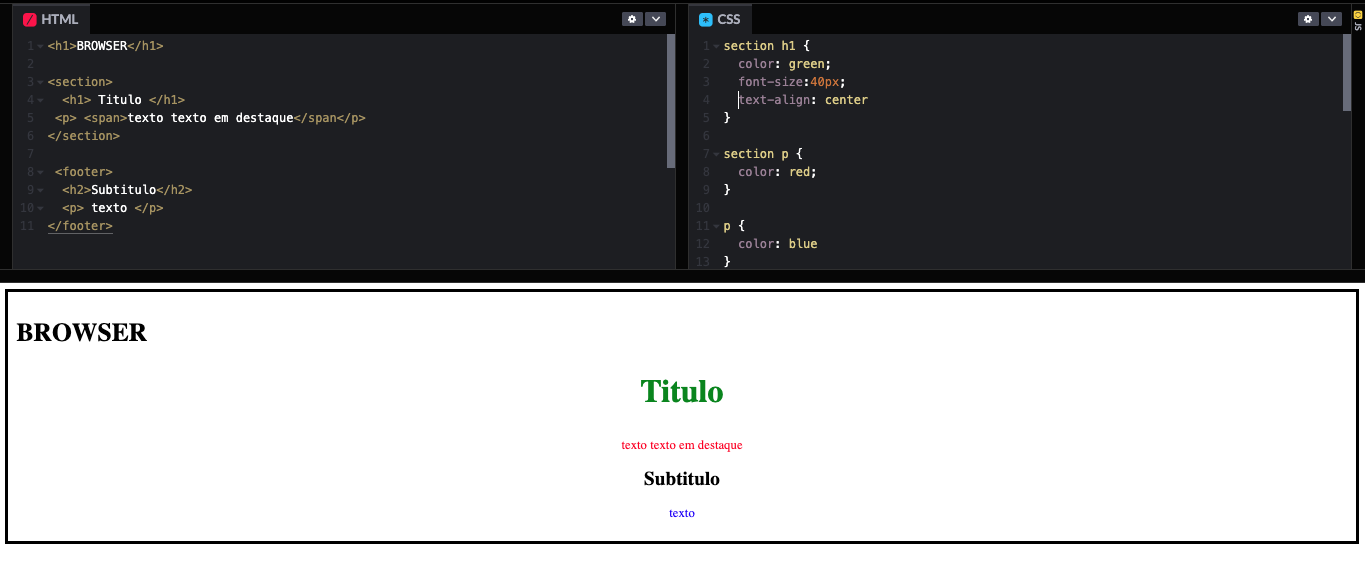 HTML
1 <h1>BROWSER</h1>
2
3 <section>
4 <h1> Titulo </h1>
5 <p> <span>texto texto em destaque</span></p>
6 </section>
7
8 <footer>
9 <h2>Subtitulo</h2>
10 <p> texto </p>
11 </footer>
CSS
1 section h1 {
2 color: green;
3 font-size:40px;
4 text-align: center
5 }
6
7 section p {
8 color: red;
9 }
10
11 p {
12 color: blue
13 }
JS
BROWSER
Titulo
texto texto em destaque
Subtitulo
texto